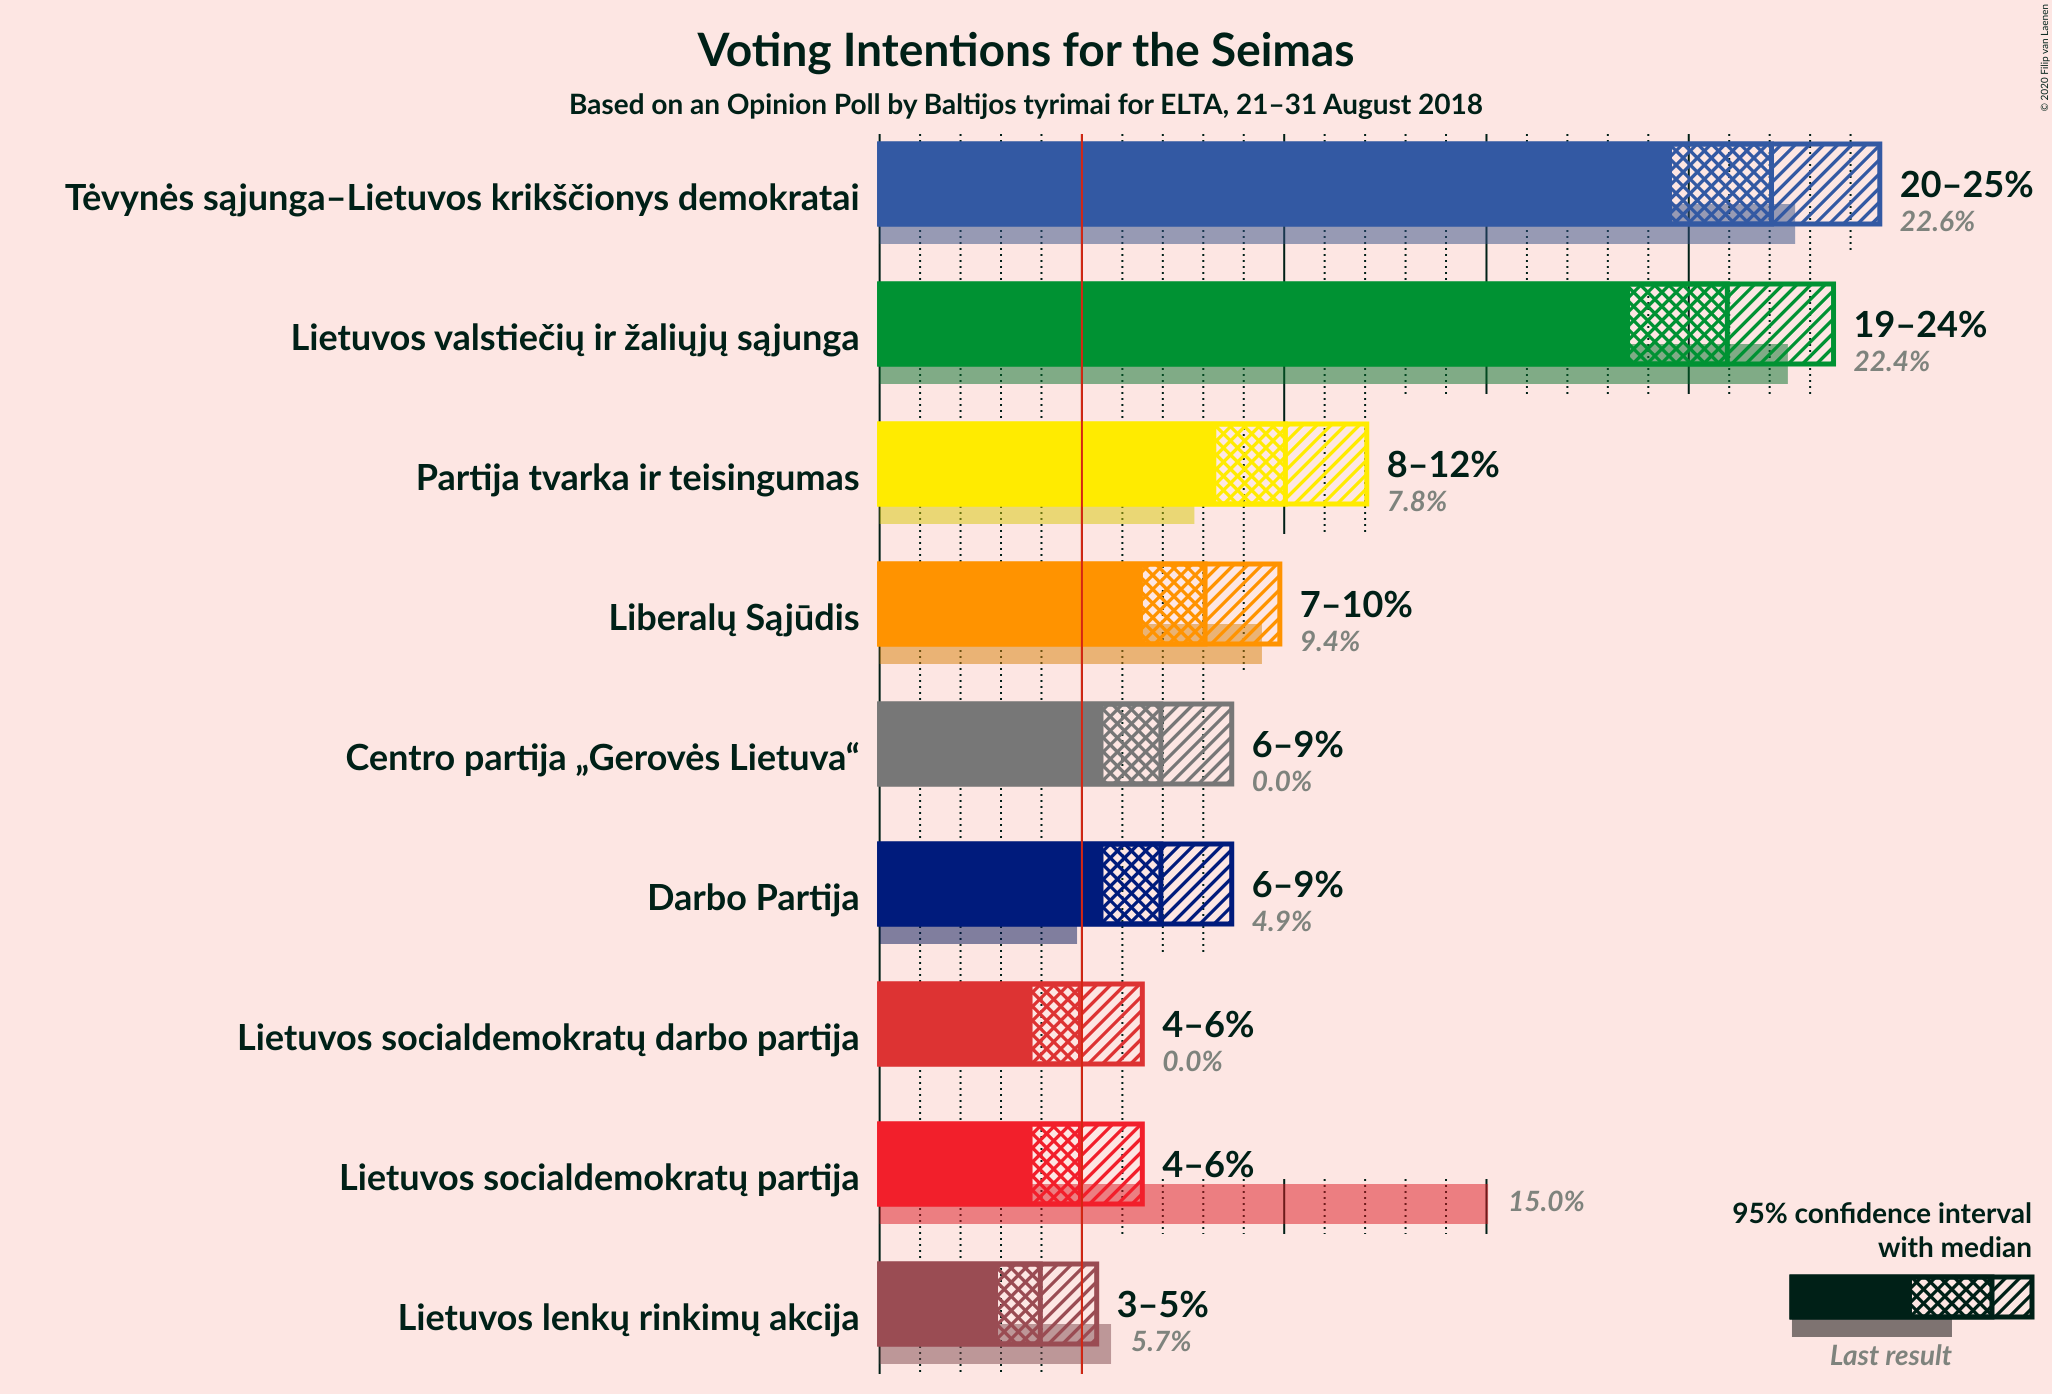 Voting Intentions for the Seimas
Based on an Opinion Poll by Baltijos tyrimai for ELTA, 21–31 August 2018
© 2020 Filip van Laenen
Tėvynės sąjunga–Lietuvos krikščionys demokratai
20–25%
22.6%
Lietuvos valstiečių ir žaliųjų sąjunga
19–24%
22.4%
Partija tvarka ir teisingumas
8–12%
7.8%
Liberalų Sąjūdis
7–10%
9.4%
Centro partija „Gerovės Lietuva“
6–9%
0.0%
Darbo Partija
6–9%
4.9%
Lietuvos socialdemokratų darbo partija
4–6%
0.0%
Lietuvos socialdemokratų partija
4–6%
15.0%
Lietuvos lenkų rinkimų akcija
3–5%
5.7%
95% confidence interval
with median
Last result